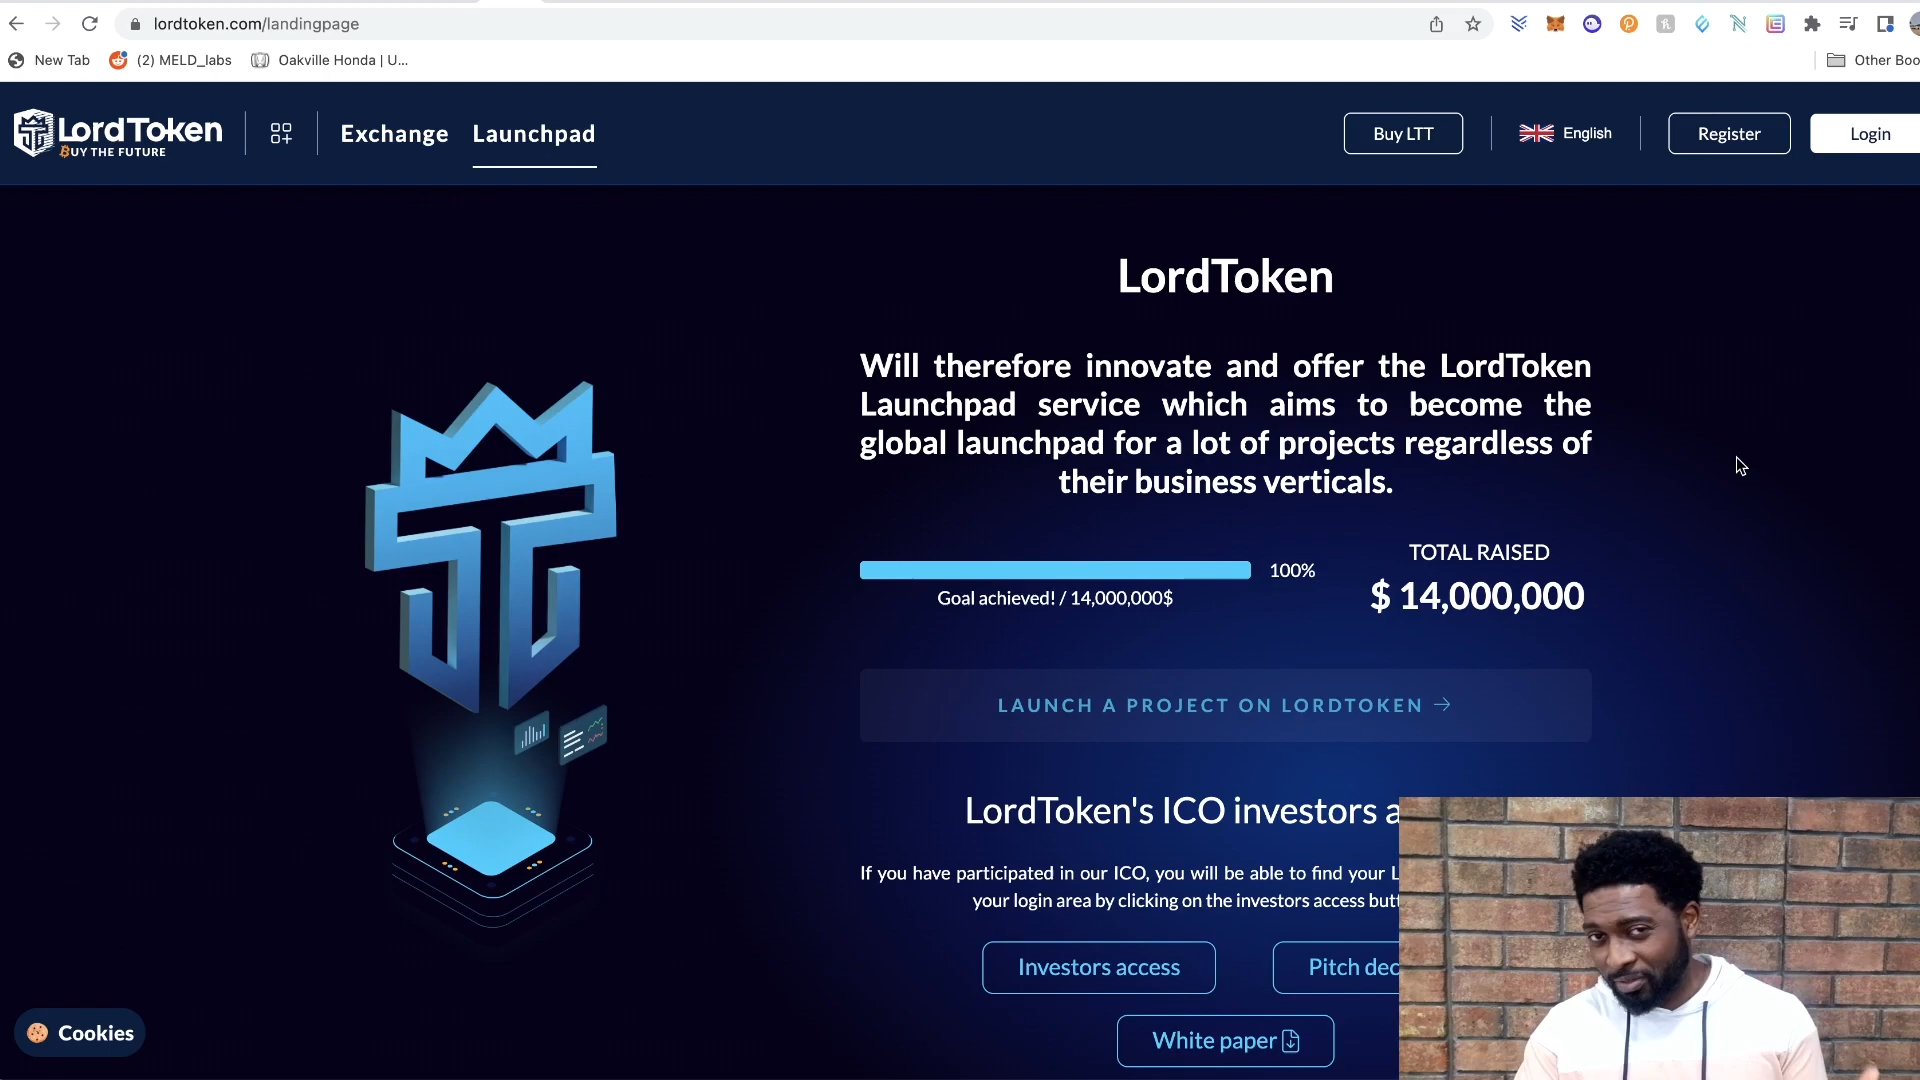 lordtoken.com/landingpage
New Tab
(2) MELD_labs
Oakville Honda | U...
Other Boo
LordToken
BUY THE FUTURE
Exchange
Launchpad
Buy LTT
English
Register
Login
LordToken
Will therefore innovate and offer the LordToken
Launchpad service which aims to become the
global launchpad for a lot of projects regardless of
their business verticals.
100%
Goal achieved! / 14,000,000$
TOTAL RAISED
$ 14,000,000
LAUNCH A PROJECT ON LORDTOKEN →
LordToken's ICO investors a
If you have participated in our ICO, you will be able to find your L
your login area by clicking on the investors access butt
Investors access
Pitch dec
White paper
Cookies